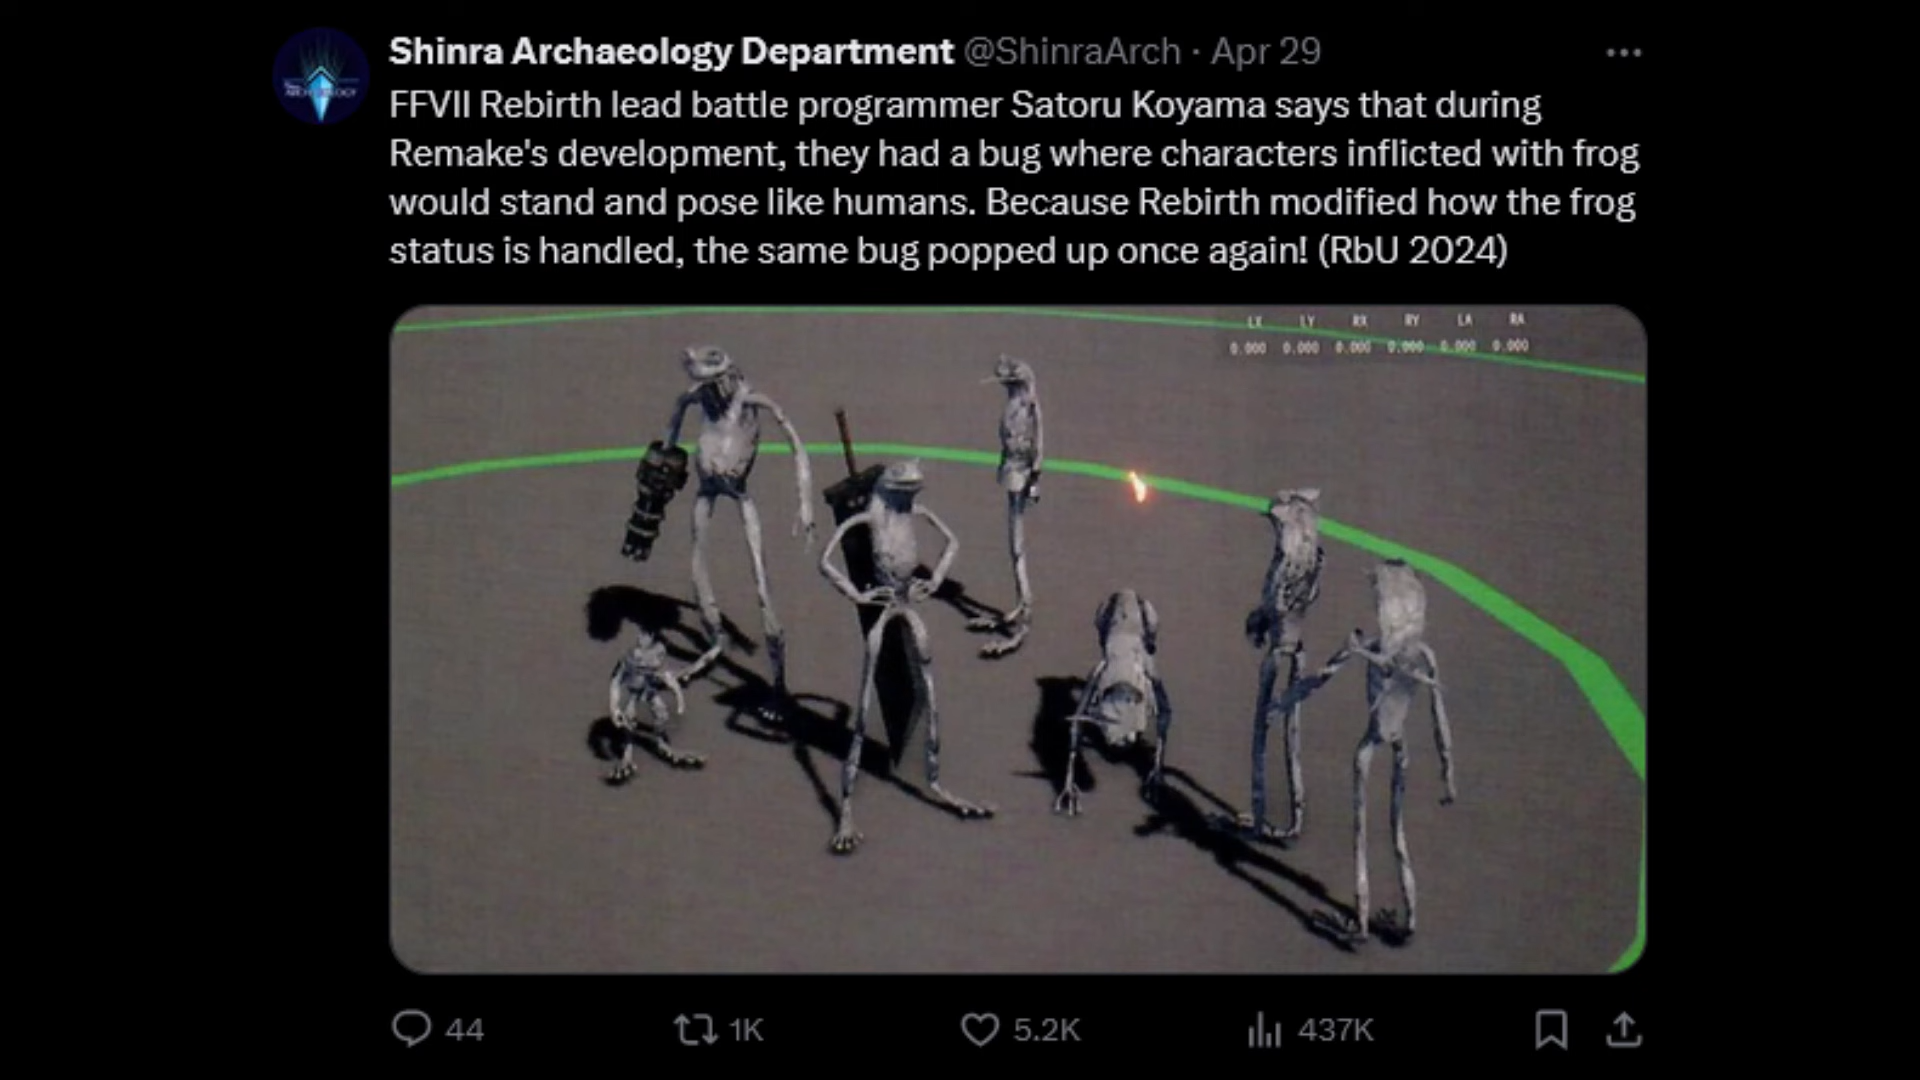 Shinra Archaeology Department @ShinraArch · Apr 29
FFVII Rebirth lead battle programmer Satoru Koyama says that during
Remake's development, they had a bug where characters inflicted with frog
would stand and pose like humans. Because Rebirth modified how the frog
status is handled, the same bug popped up once again! (RbU 2024)
LX LY RX RY LA RA
0.000 0.000 0.000 0.000 0.000 0.000
44 1K 5.2K 437K